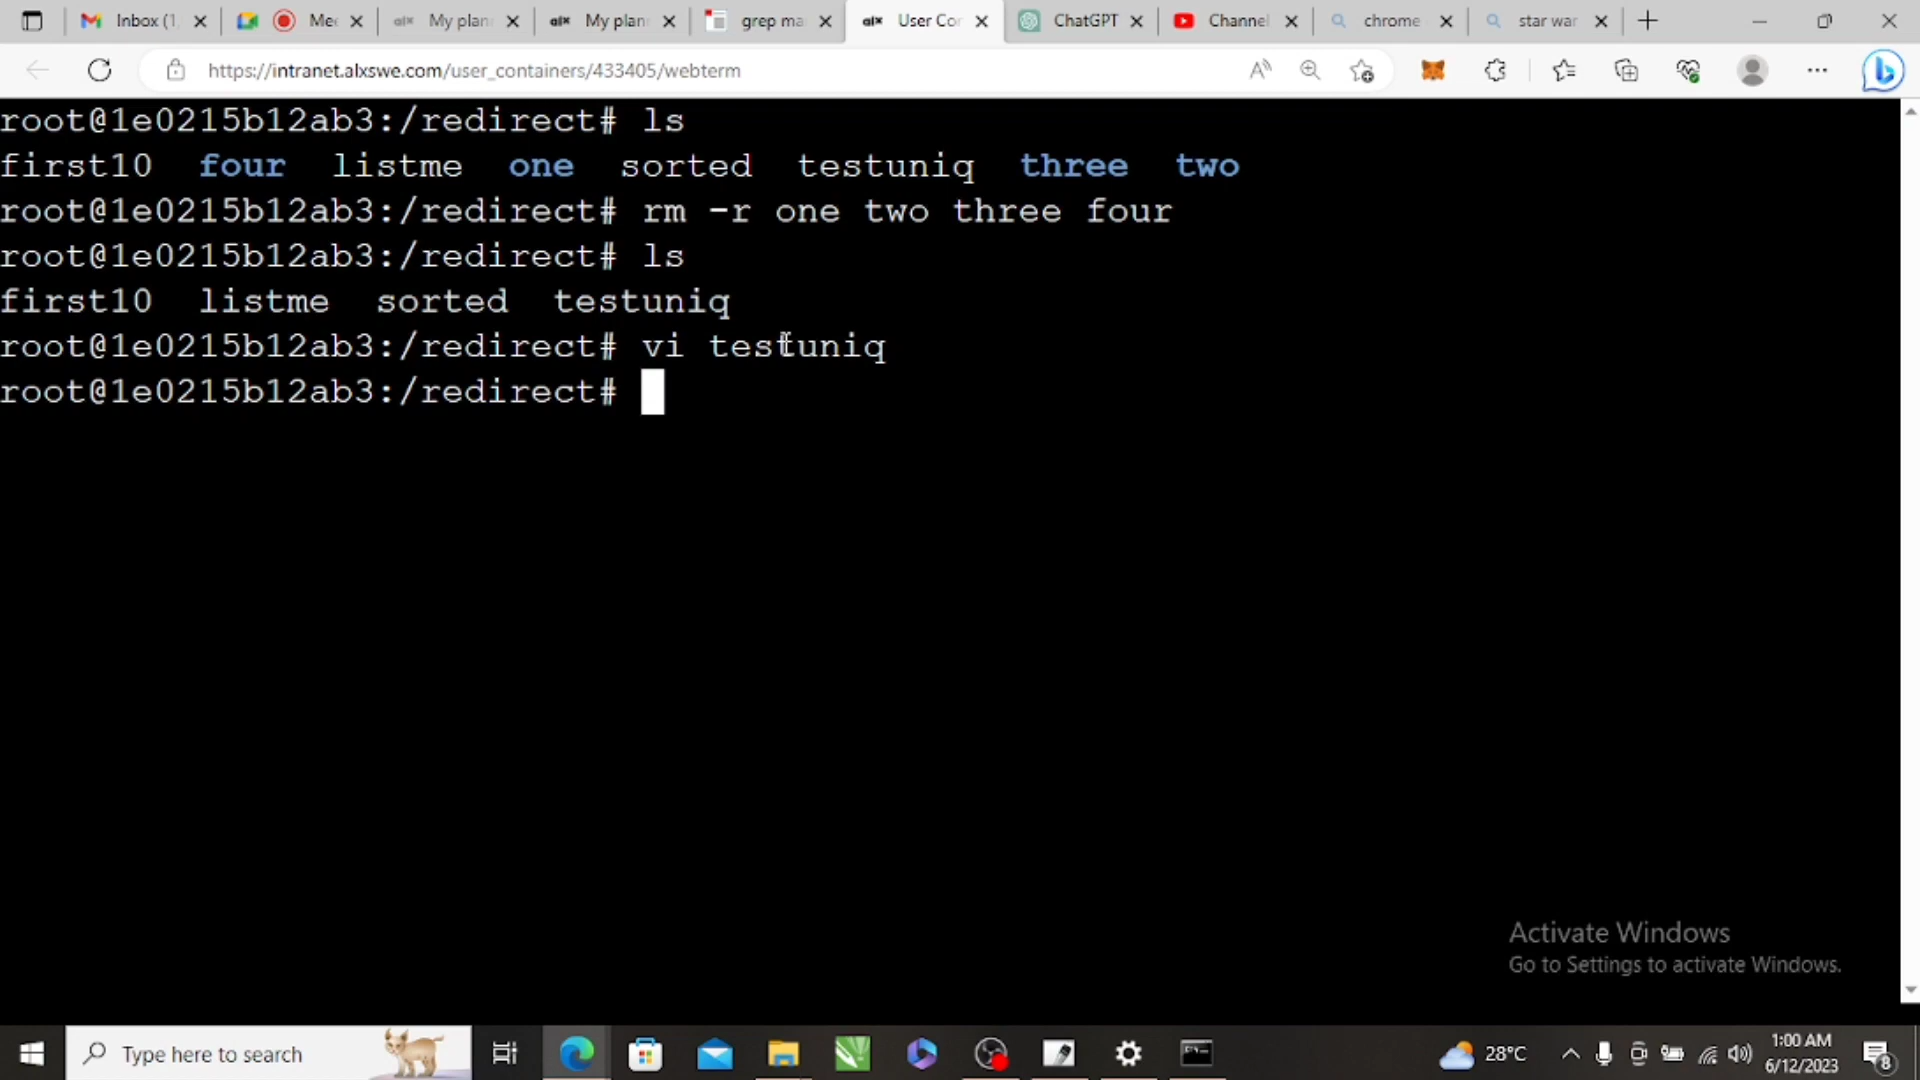 Inbox (1,
Mee
My plan
My plan
grep ma
User Cor
ChatGPT
Channel
chrome
star war
https://intranet.alxswe.com/user_containers/433405/webterm
root@1e0215b12ab3:/redirect# ls
first10 four listme one sorted testuniq three two
root@1e0215b12ab3:/redirect# rm -r one two three four
root@1e0215b12ab3:/redirect# ls
first10 listme sorted testuniq
root@1e0215b12ab3:/redirect# vi testuniq
root@1e0215b12ab3:/redirect#
Activate Windows
Go to Settings to activate Windows.
Type here to search
28°C
1:00 AM
6/12/2023
8